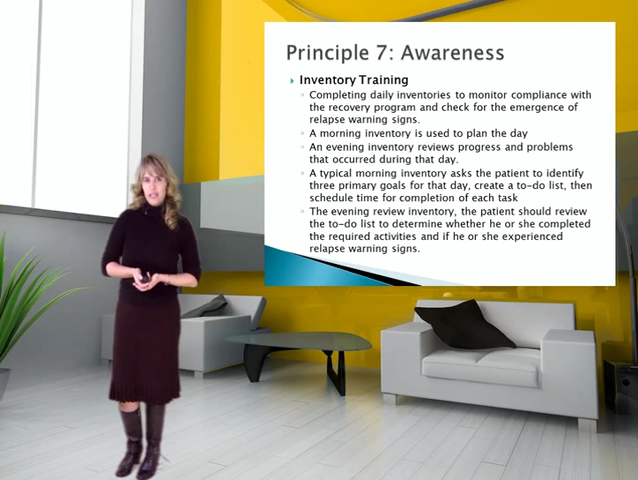 Principle 7: Awareness
Inventory Training
Completing daily inventories to monitor compliance with
the recovery program and check for the emergence of
relapse warning signs.
A morning inventory is used to plan the day
An evening inventory reviews progress and problems
that occurred during that day.
A typical morning inventory asks the patient to identify
three primary goals for that day, create a to-do list, then
schedule time for completion of each task
The evening review inventory, the patient should review
the to-do list to determine whether he or she completed
the required activities and if he or she experienced
relapse warning signs.